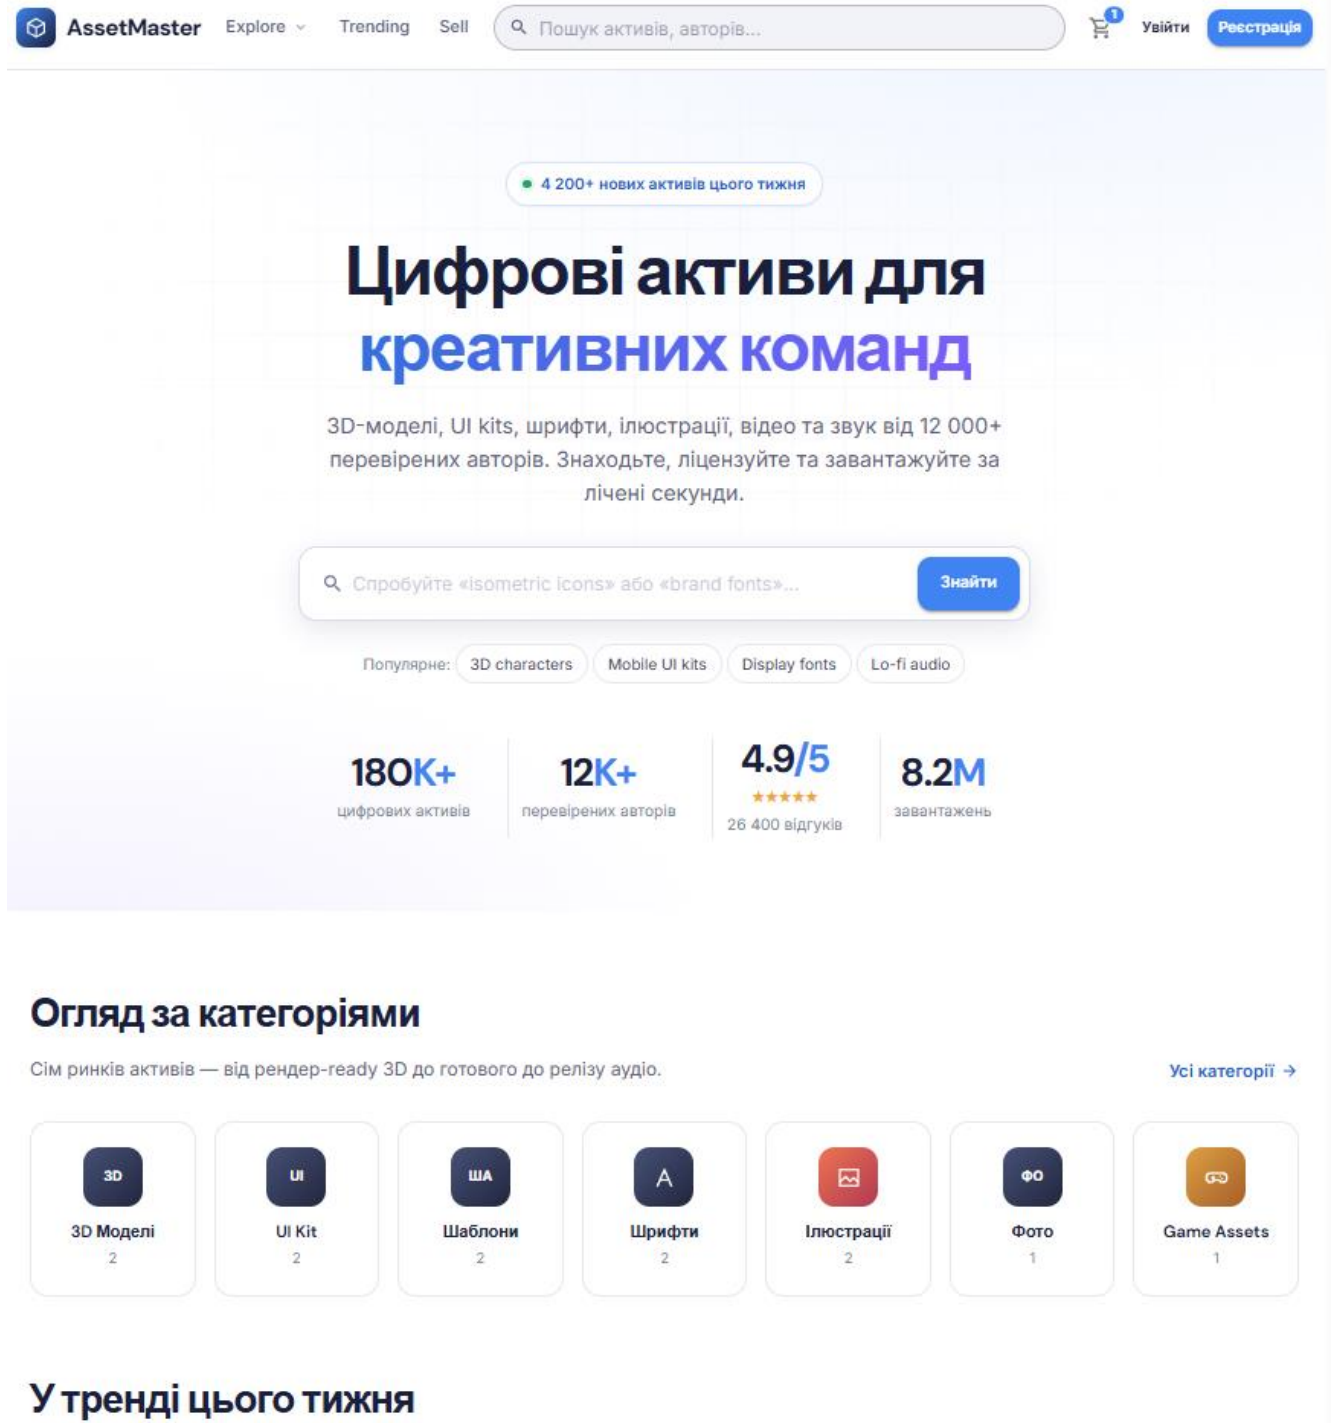 AssetMaster
Explore
Trending
Sell
Пошук активів, авторів...
1
Увійти
Реєстрація
4 200+ нових активів цього тижня
Цифрові активи для
креативних команд
3D-моделі, UI kits, шрифти, ілюстрації, відео та звук від 12 000+
перевірених авторів. Знаходьте, ліцензуйте та завантажуйте за
лічені секунди.
Спробуйте «isometric icons» або «brand fonts»...
Знайти
Популярне:
3D characters
Mobile UI kits
Display fonts
Lo-fi audio
180K+
цифрових активів
12K+
перевірених авторів
4.9/5
★★★★★
26 400 відгуків
8.2M
завантажень
Огляд за категоріями
Сім ринків активів — від рендер-ready 3D до готового до релізу аудіо.
Усі категорії →
3D
3D Моделі
2
UI
UI Kit
2
ША
Шаблони
2
A
Шрифти
2
Ілюстрації
2
ФО
Фото
1
Game Assets
1
У тренді цього тижня